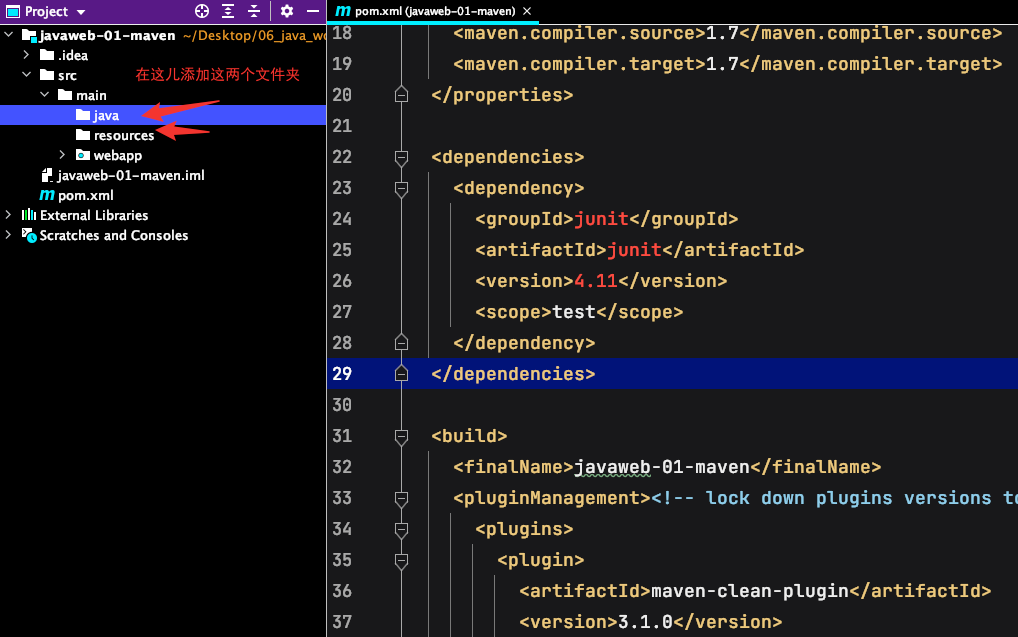 Project
javaweb-01-maven ~/Desktop/06_java_w
.idea
src
在这儿添加这两个文件夹
main
java
resources
webapp
javaweb-01-maven.iml
pom.xml
External Libraries
Scratches and Consoles
pom.xml (javaweb-01-maven)
18 <maven.compiler.source>1.7</maven.compiler.source>
19 <maven.compiler.target>1.7</maven.compiler.target>
20 </properties>
21
22 <dependencies>
23 <dependency>
24 <groupId>junit</groupId>
25 <artifactId>junit</artifactId>
26 <version>4.11</version>
27 <scope>test</scope>
28 </dependency>
29 </dependencies>
30
31 <build>
32 <finalName>javaweb-01-maven</finalName>
33 <pluginManagement><!-- lock down plugins versions to
34 <plugins>
35 <plugin>
36 <artifactId>maven-clean-plugin</artifactId>
37 <version>3.1.0</version>